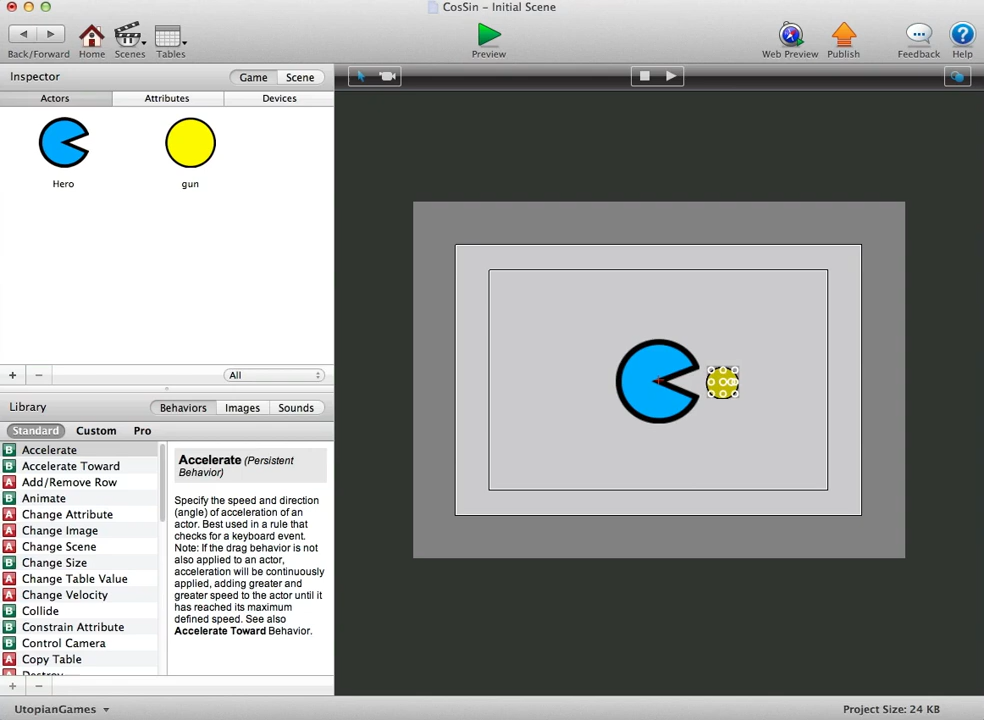 CosSin – Initial Scene
Back/Forward
Home
Scenes
Tables
Preview
Web Preview
Publish
Feedback
Help
Inspector
Game
Scene
Actors
Attributes
Devices
Hero
gun
All
Library
Behaviors
Images
Sounds
Standard
Custom
Pro
B Accelerate
B Accelerate Toward
A Add/Remove Row
B Animate
A Change Attribute
A Change Image
A Change Scene
B Change Size
A Change Table Value
A Change Velocity
B Collide
B Constrain Attribute
B Control Camera
A Copy Table
Destroy
Accelerate (Persistent
Behavior)
Specify the speed and direction
(angle) of acceleration of an
actor. Best used in a rule that
checks for a keyboard event.
Note: If the drag behavior is not
also applied to an actor,
acceleration will be continuously
applied, adding greater and
greater speed to the actor until it
has reached its maximum
defined speed. See also
Accelerate Toward Behavior.
UtopianGames
Project Size: 24 KB